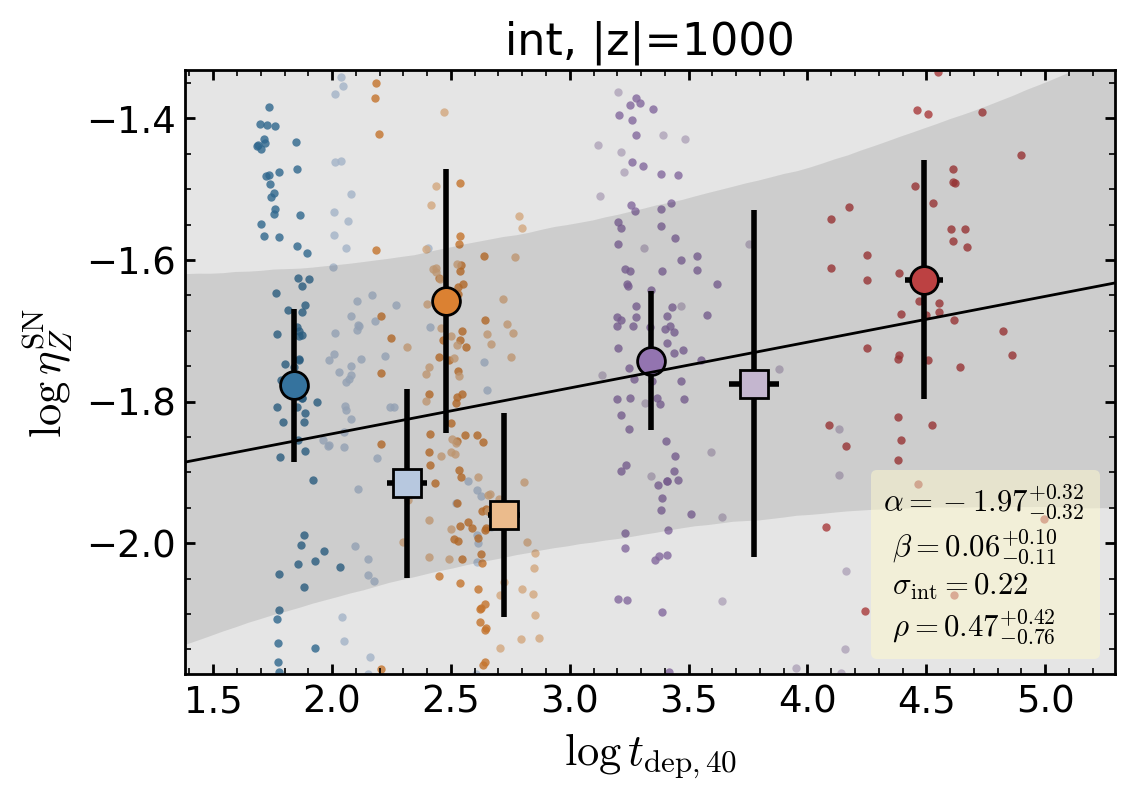 int, |z|=1000
−1.4
−1.6
−1.8
−2.0
log η_Z^SN
α = − 1.97^{+0.32}_{−0.32}
β = 0.06^{+0.10}_{−0.11}
σ_int = 0.22
ρ = 0.47^{+0.42}_{−0.76}
1.5 2.0 2.5 3.0 3.5 4.0 4.5 5.0
log t_dep, 40